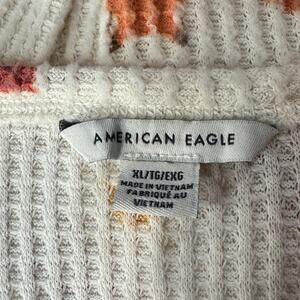 AMERICAN EAGLE
XL/TG/EXG
MADE IN VIETNAM
FABRIQUÉ AU
VIETNAM